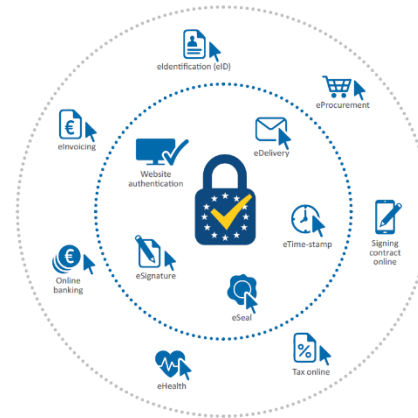 eIdentification (eID)
eProcurement
eInvoicing
eDelivery
Website
authentication
eTime-stamp
Signing
contract
online
eSignature
Online
banking
eSeal
eHealth
Tax online